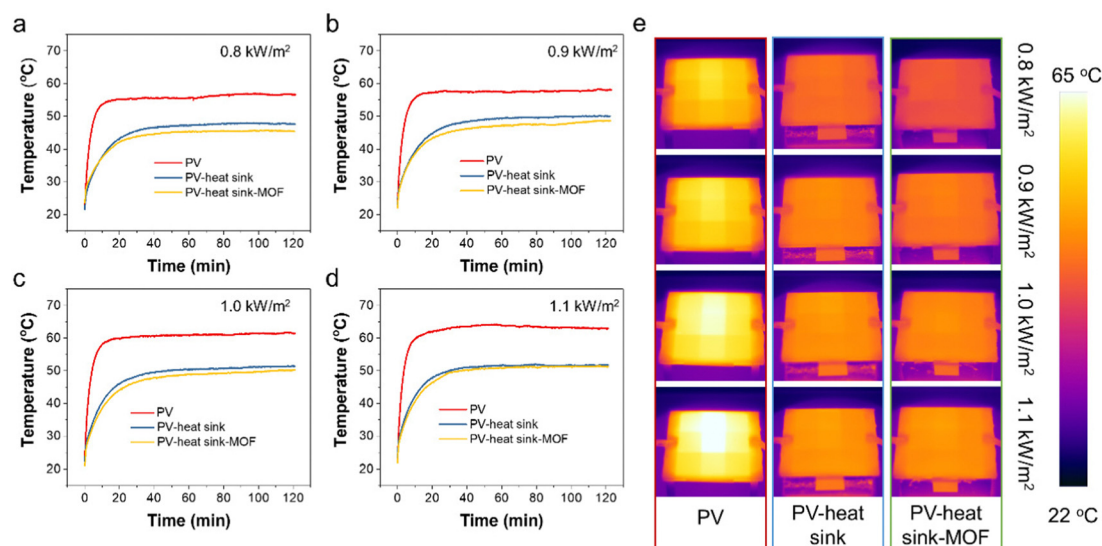 a
0.8 kW/m²
Temperature (°C)
70
60
50
40
30
20
PV
PV-heat sink
PV-heat sink-MOF
0 20 40 60 80 100 120
Time (min)
b
0.9 kW/m²
Temperature (°C)
70
60
50
40
30
20
PV
PV-heat sink
PV-heat sink-MOF
0 20 40 60 80 100 120
Time (min)
c
1.0 kW/m²
Temperature (°C)
70
60
50
40
30
20
PV
PV-heat sink
PV-heat sink-MOF
0 20 40 60 80 100 120
Time (min)
d
1.1 kW/m²
Temperature (°C)
70
60
50
40
30
20
PV
PV-heat sink
PV-heat sink-MOF
0 20 40 60 80 100 120
Time (min)
e
0.8 kW/m²
0.9 kW/m²
1.0 kW/m²
1.1 kW/m²
PV
PV-heat
sink
PV-heat
sink-MOF
65 °C
22 °C